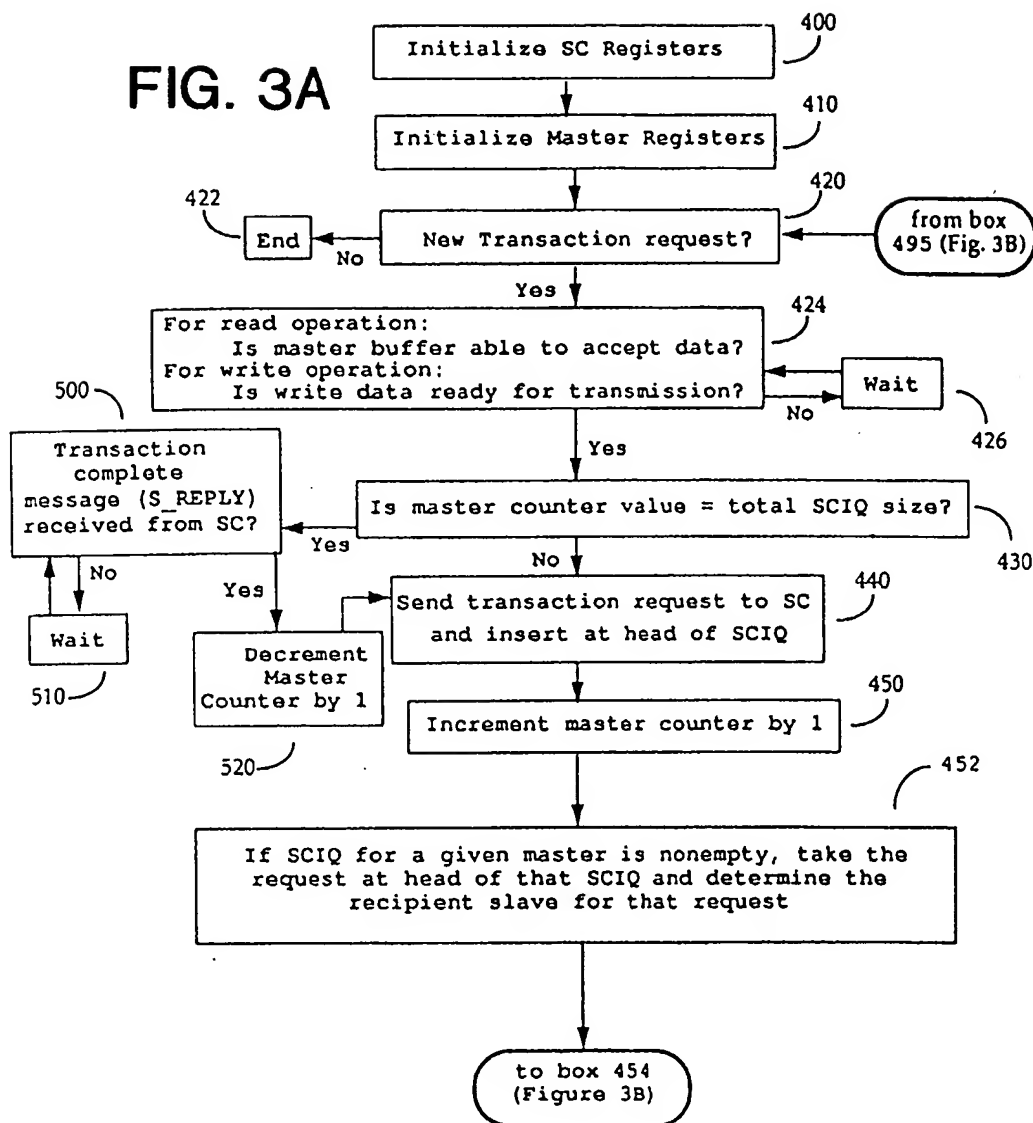 FIG. 3A
Initialize SC Registers
400
Initialize Master Registers
410
420
422
End
No
New Transaction request?
from box
495 (Fig. 3B)
Yes
For read operation:
Is master buffer able to accept data?
For write operation:
Is write data ready for transmission?
424
Wait
No
426
500
Yes
Transaction
complete
message (S_REPLY)
received from SC?
Is master counter value = total SCIQ size?
Yes
430
No
No
Yes
440
Send transaction request to SC
and insert at head of SCIQ
Wait
510
Decrement
Master
Counter by 1
520
450
Increment master counter by 1
452
If SCIQ for a given master is nonempty, take the
request at head of that SCIQ and determine the
recipient slave for that request
to box 454
(Figure 3B)